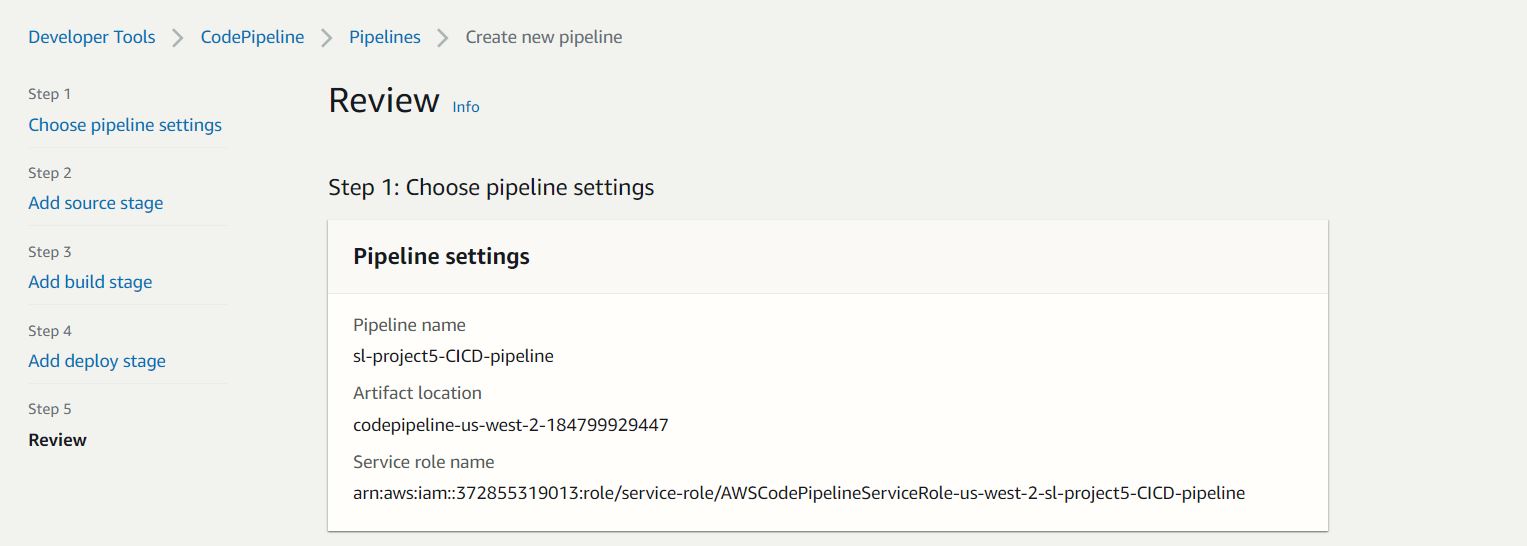 Developer Tools > CodePipeline > Pipelines > Create new pipeline
Step 1
Choose pipeline settings
Step 2
Add source stage
Step 3
Add build stage
Step 4
Add deploy stage
Step 5
Review
Review Info
Step 1: Choose pipeline settings
Pipeline settings
Pipeline name
sl-project5-CICD-pipeline
Artifact location
codepipeline-us-west-2-184799929447
Service role name
arn:aws:iam::372855319013:role/service-role/AWSCodePipelineServiceRole-us-west-2-sl-project5-CICD-pipeline